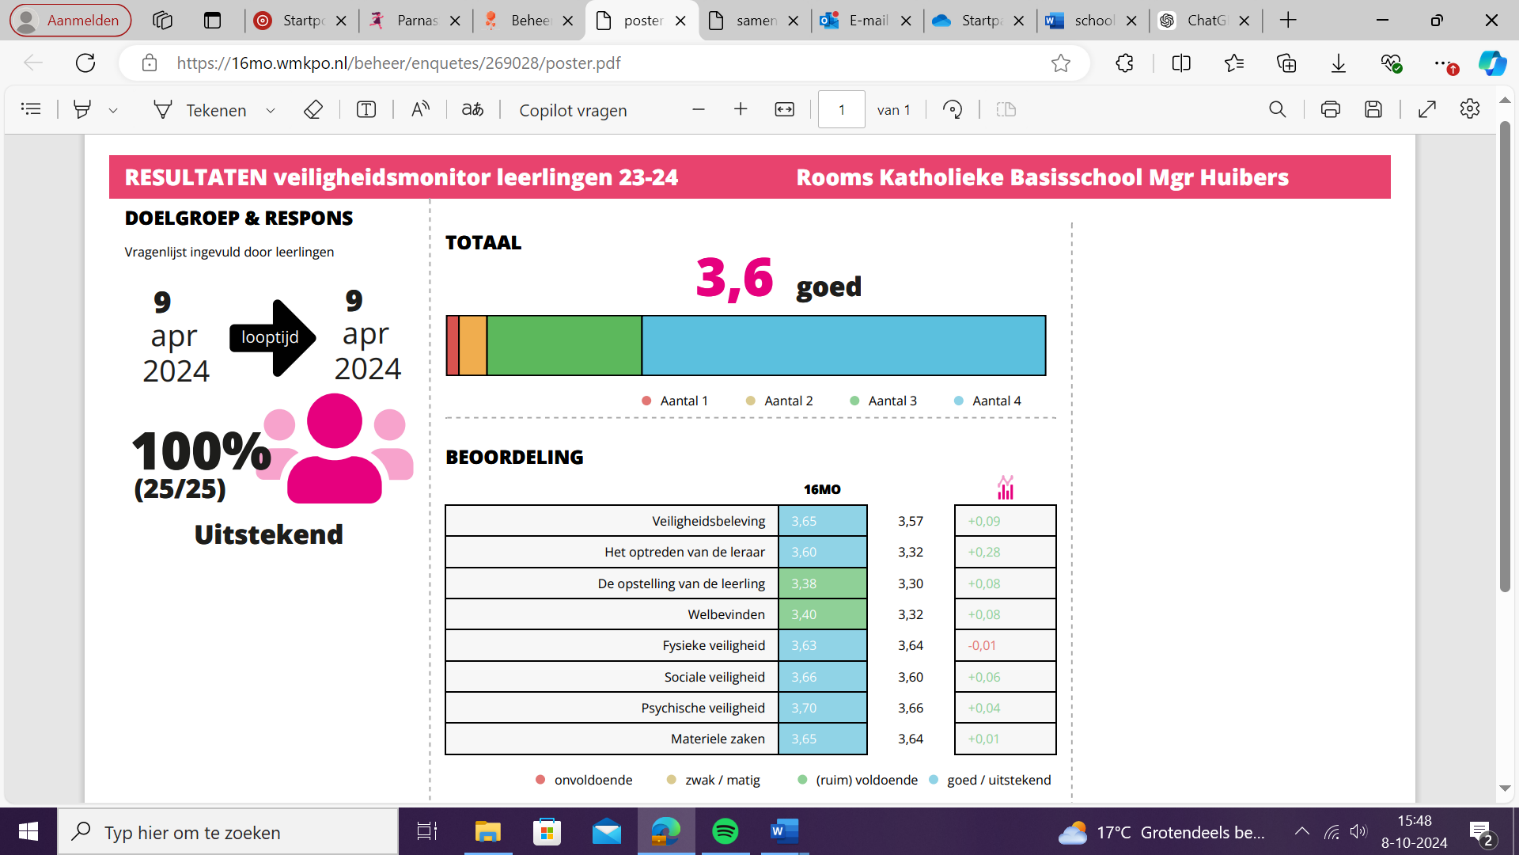 Aanmelden
Startpo
Parnas
Beheer
poster
samen
E-mail
Startpa
school
ChatG
https://16mo.wmkpo.nl/beheer/enquetes/269028/poster.pdf
Tekenen
aあ
Copilot vragen
1
van 1
RESULTATEN veiligheidsmonitor leerlingen 23-24
Rooms Katholieke Basisschool Mgr Huibers
DOELGROEP & RESPONS
Vragenlijst ingevuld door leerlingen
9
apr
2024
looptijd
9
apr
2024
100%
(25/25)
Uitstekend
TOTAAL
3,6 goed
Aantal 1 Aantal 2 Aantal 3 Aantal 4
BEOORDELING
16MO
Veiligheidsbeleving 3,65 3,57 +0,09
Het optreden van de leraar 3,60 3,32 +0,28
De opstelling van de leerling 3,38 3,30 +0,08
Welbevinden 3,40 3,32 +0,08
Fysieke veiligheid 3,63 3,64 -0,01
Sociale veiligheid 3,66 3,60 +0,06
Psychische veiligheid 3,70 3,66 +0,04
Materiele zaken 3,65 3,64 +0,01
onvoldoende zwak / matig (ruim) voldoende goed / uitstekend
Typ hier om te zoeken
17°C Grotendeels be...
15:48
8-10-2024
2